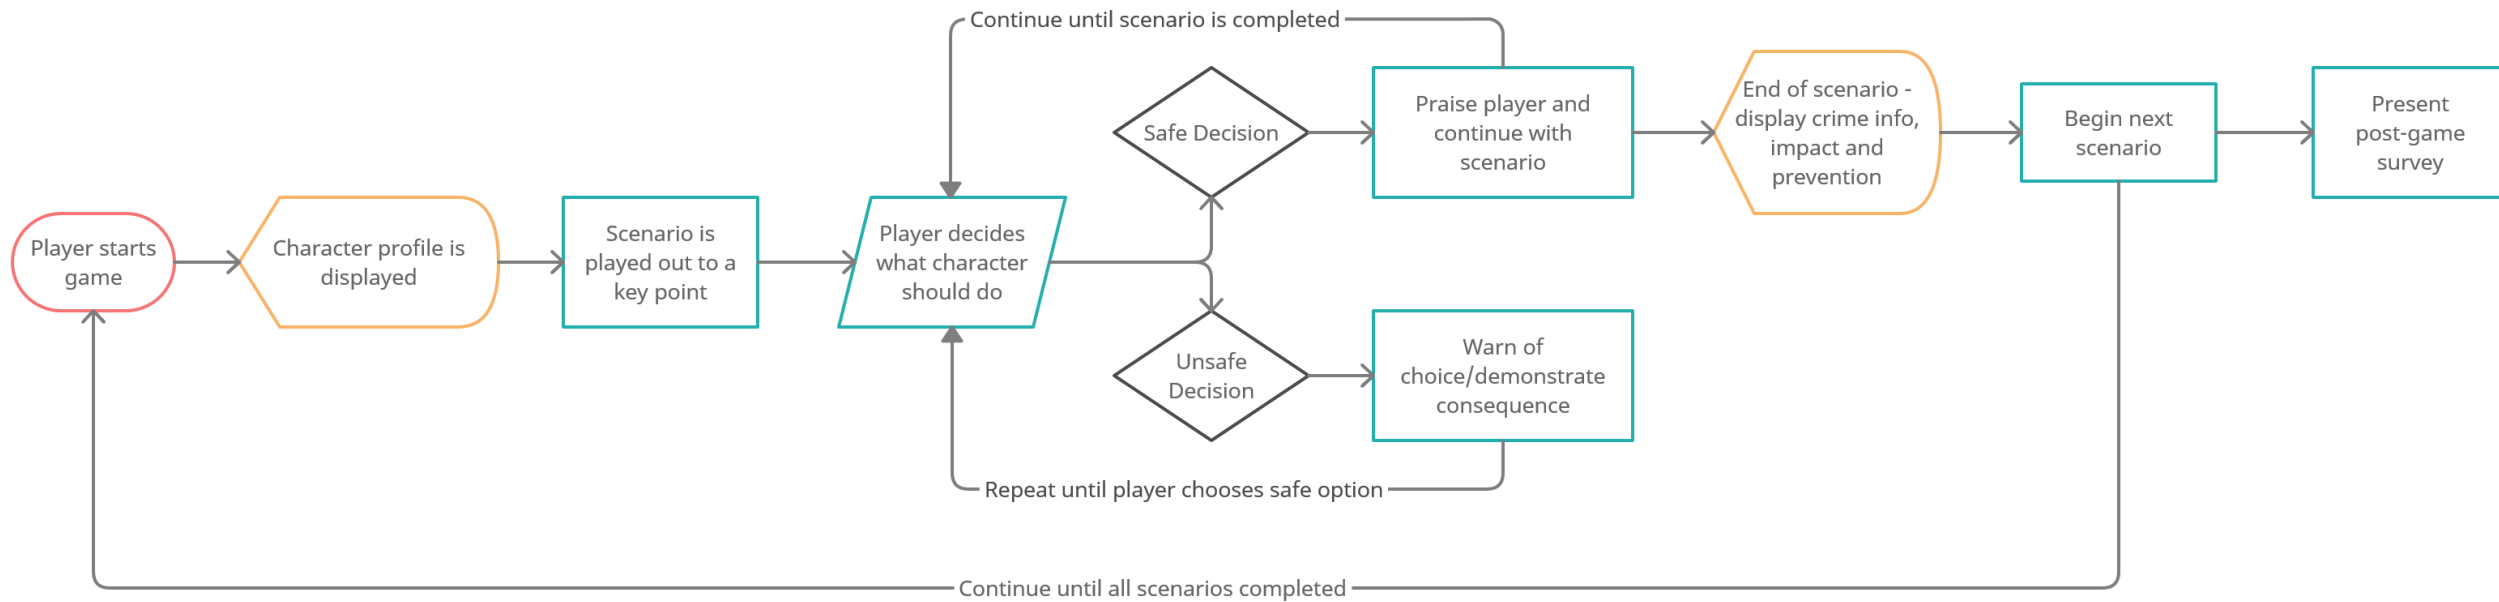 Continue until scenario is completed
Player starts
game
Character profile is
displayed
Scenario is
played out to a
key point
Player decides
what character
should do
Safe Decision
Praise player and
continue with
scenario
End of scenario -
display crime info,
impact and
prevention
Begin next
scenario
Present
post-game
survey
Unsafe
Decision
Warn of
choice/demonstrate
consequence
Repeat until player chooses safe option
Continue until all scenarios completed